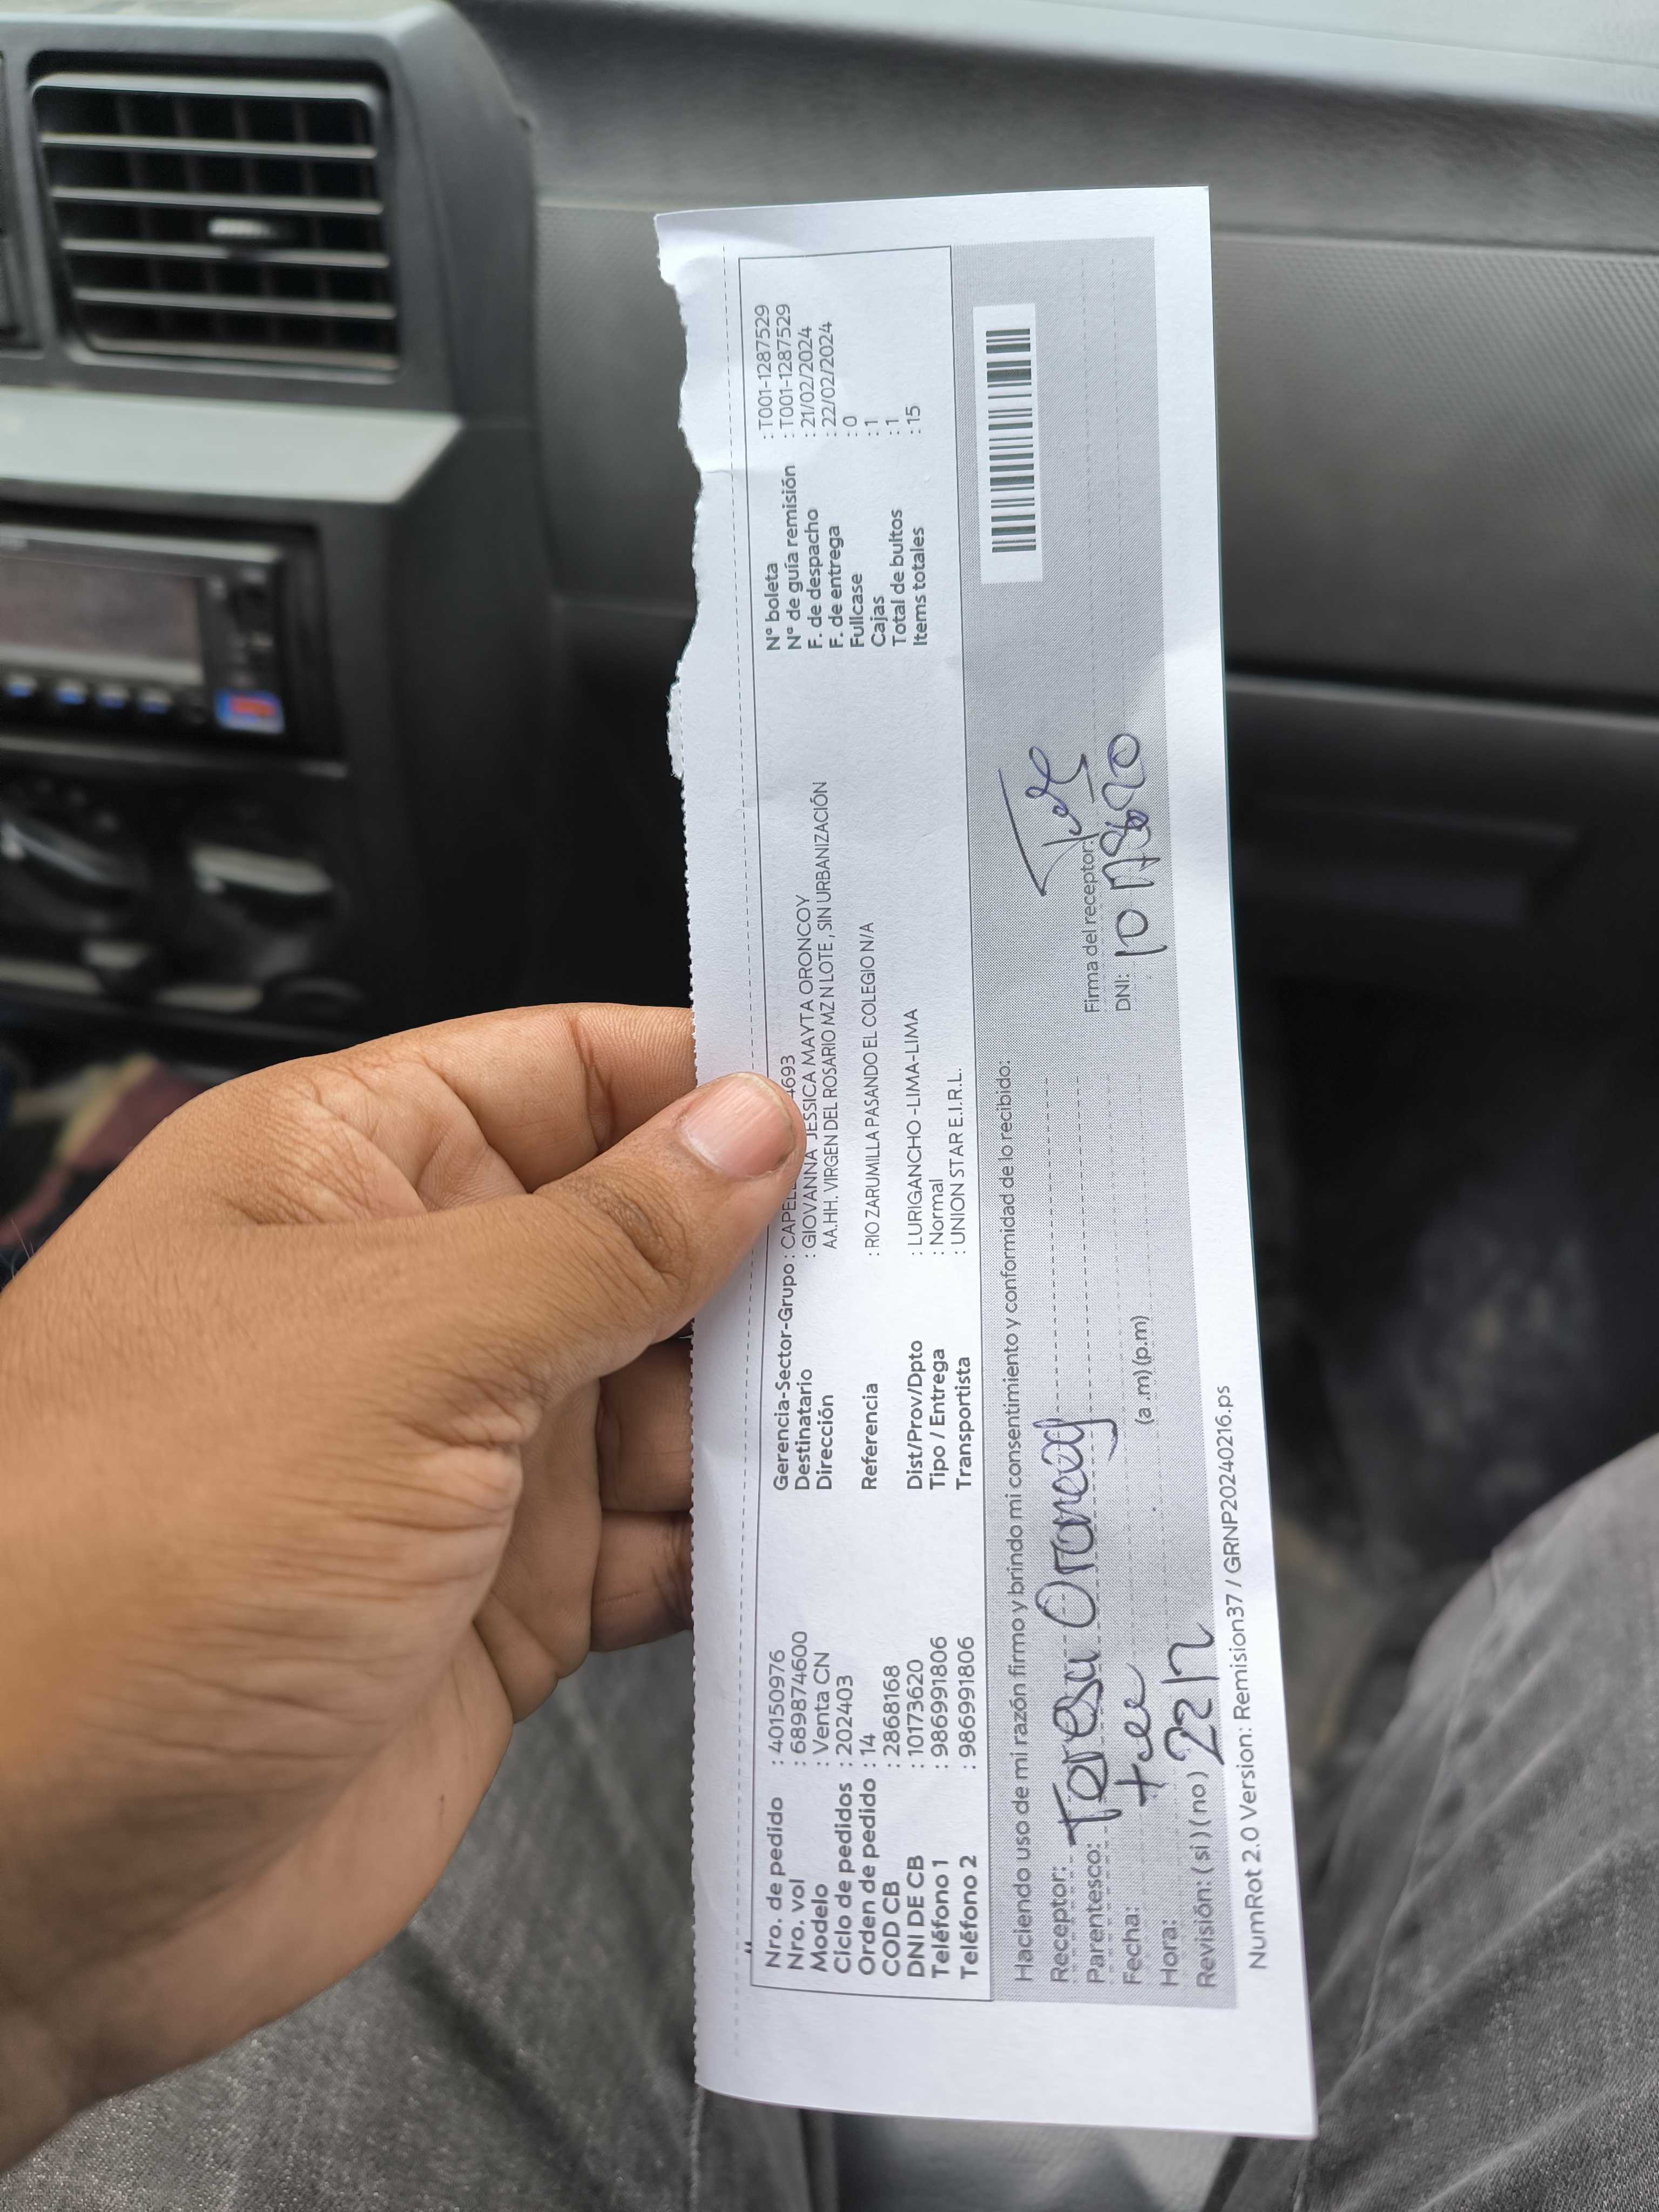 Nro. de pedido : 40150976
Nro. vol : 689874600
Modelo : Venta CN
Ciclo de pedidos : 202403
Orden de pedido : 14
COD CB : 2868168
DNI DE CB : 10173620
Teléfono 1 : 986991806
Teléfono 2 : 986991806
Gerencia-Sector-Grupo : CAPEL 4693
Destinatario : GIOVANNA JESSICA MAYTA ORONCOY
Dirección AA.HH. VIRGEN DEL ROSARIO MZ N LOTE , SIN URBANIZACIÓN
Referencia : RIO ZARUMILLA PASANDO EL COLEGIO N/A
Dist/Prov/Dpto : LURIGANCHO -LIMA-LIMA
Tipo / Entrega : Normal
Transportista : UNION STAR E.I.R.L.
N° boleta : T001-1287529
N° de guía remisión : T001-1287529
F. de despacho : 21/02/2024
F. de entrega : 22/02/2024
Fullcase : 0
Cajas : 1
Total de bultos : 1
Items totales : 15
Haciendo uso de mi razón firmo y brindo mi consentimiento y conformidad de lo recibido:
Receptor: Teresa Oroncoy
Parentesco:
Fecha:
Hora: 22/2 (a .m) (p.m)
Revisión: ( si ) ( no )
Firma del receptor:
DNI: 10
NumRot 2.0 Version: Remision37 / GRNP20240216.ps